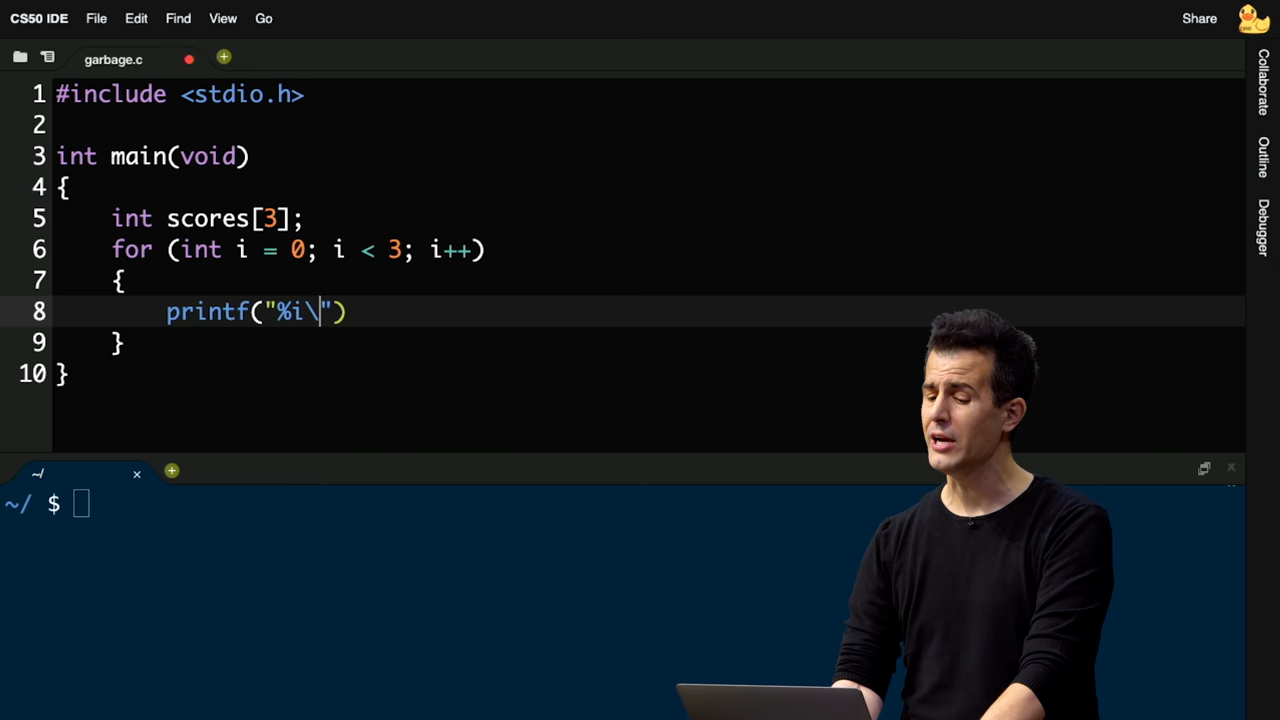 CS50 IDE File Edit Find View Go Share
garbage.c
Collaborate
Outline
Debugger
1 #include <stdio.h>
2
3 int main(void)
4 {
5 int scores[3];
6 for (int i = 0; i < 3; i++)
7 {
8 printf("%i\")
9 }
10 }
~/
~/ $